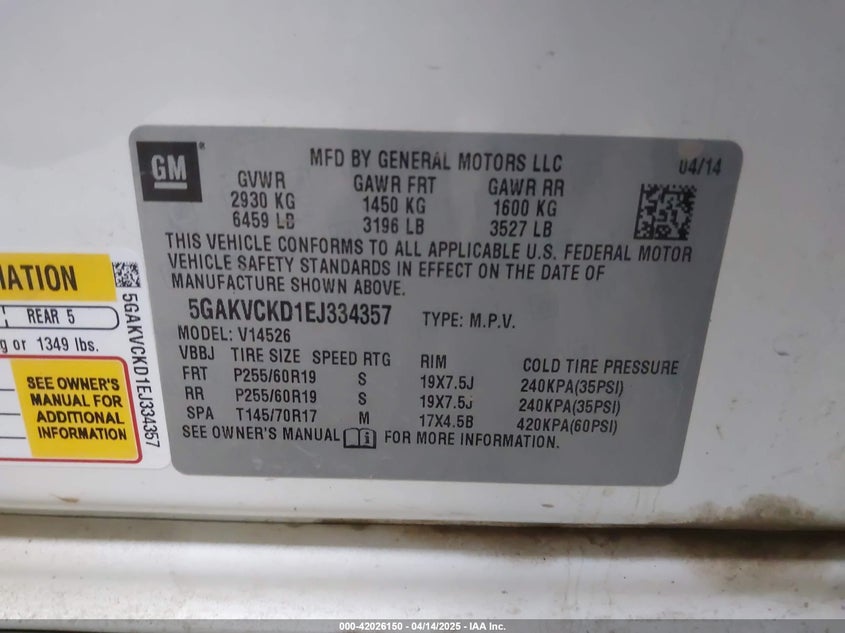 GM
MFD BY GENERAL MOTORS LLC 04/14
GVWR GAWR FRT GAWR RR
2930 KG 1450 KG 1600 KG
6459 LB 3196 LB 3527 LB
THIS VEHICLE CONFORMS TO ALL APPLICABLE U.S. FEDERAL MOTOR
VEHICLE SAFETY STANDARDS IN EFFECT ON THE DATE OF
MANUFACTURE SHOWN ABOVE.
5GAKVCKD1EJ334357 TYPE: M.P.V.
MODEL: V14526
VBBJ TIRE SIZE SPEED RTG RIM COLD TIRE PRESSURE
FRT P255/60R19 S 19X7.5J 240KPA(35PSI)
RR P255/60R19 S 19X7.5J 240KPA(35PSI)
SPA T145/70R17 M 17X4.5B 420KPA(60PSI)
SEE OWNER'S MANUAL i FOR MORE INFORMATION.
REAR 5
or 1349 lbs.
SEE OWNER'S
MANUAL FOR
ADDITIONAL
INFORMATION
5GAKVCKD1EJ334357
000-42026150 - 04/14/2025 - IAA Inc.